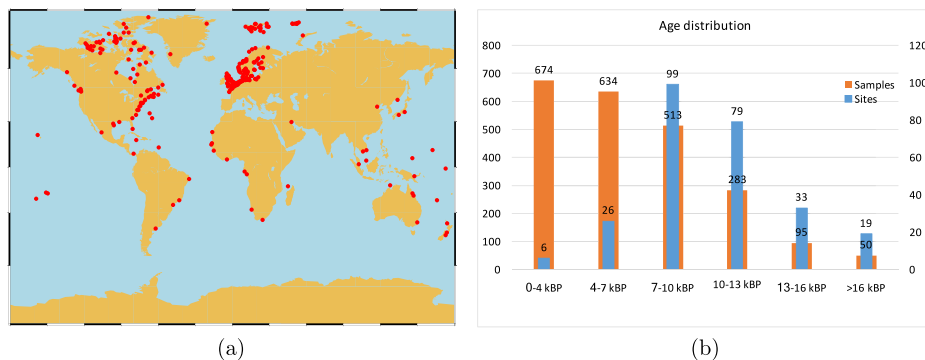 Age distribution
800 120
700 100
600 80
500 60
400 40
300 20
200 0
100
0
Samples
Sites
674 634 99 79 33 19
6 26 513 283 95 50
0-4 kBP 4-7 kBP 7-10 kBP 10-13 kBP 13-16 kBP >16 kBP
(a) (b)